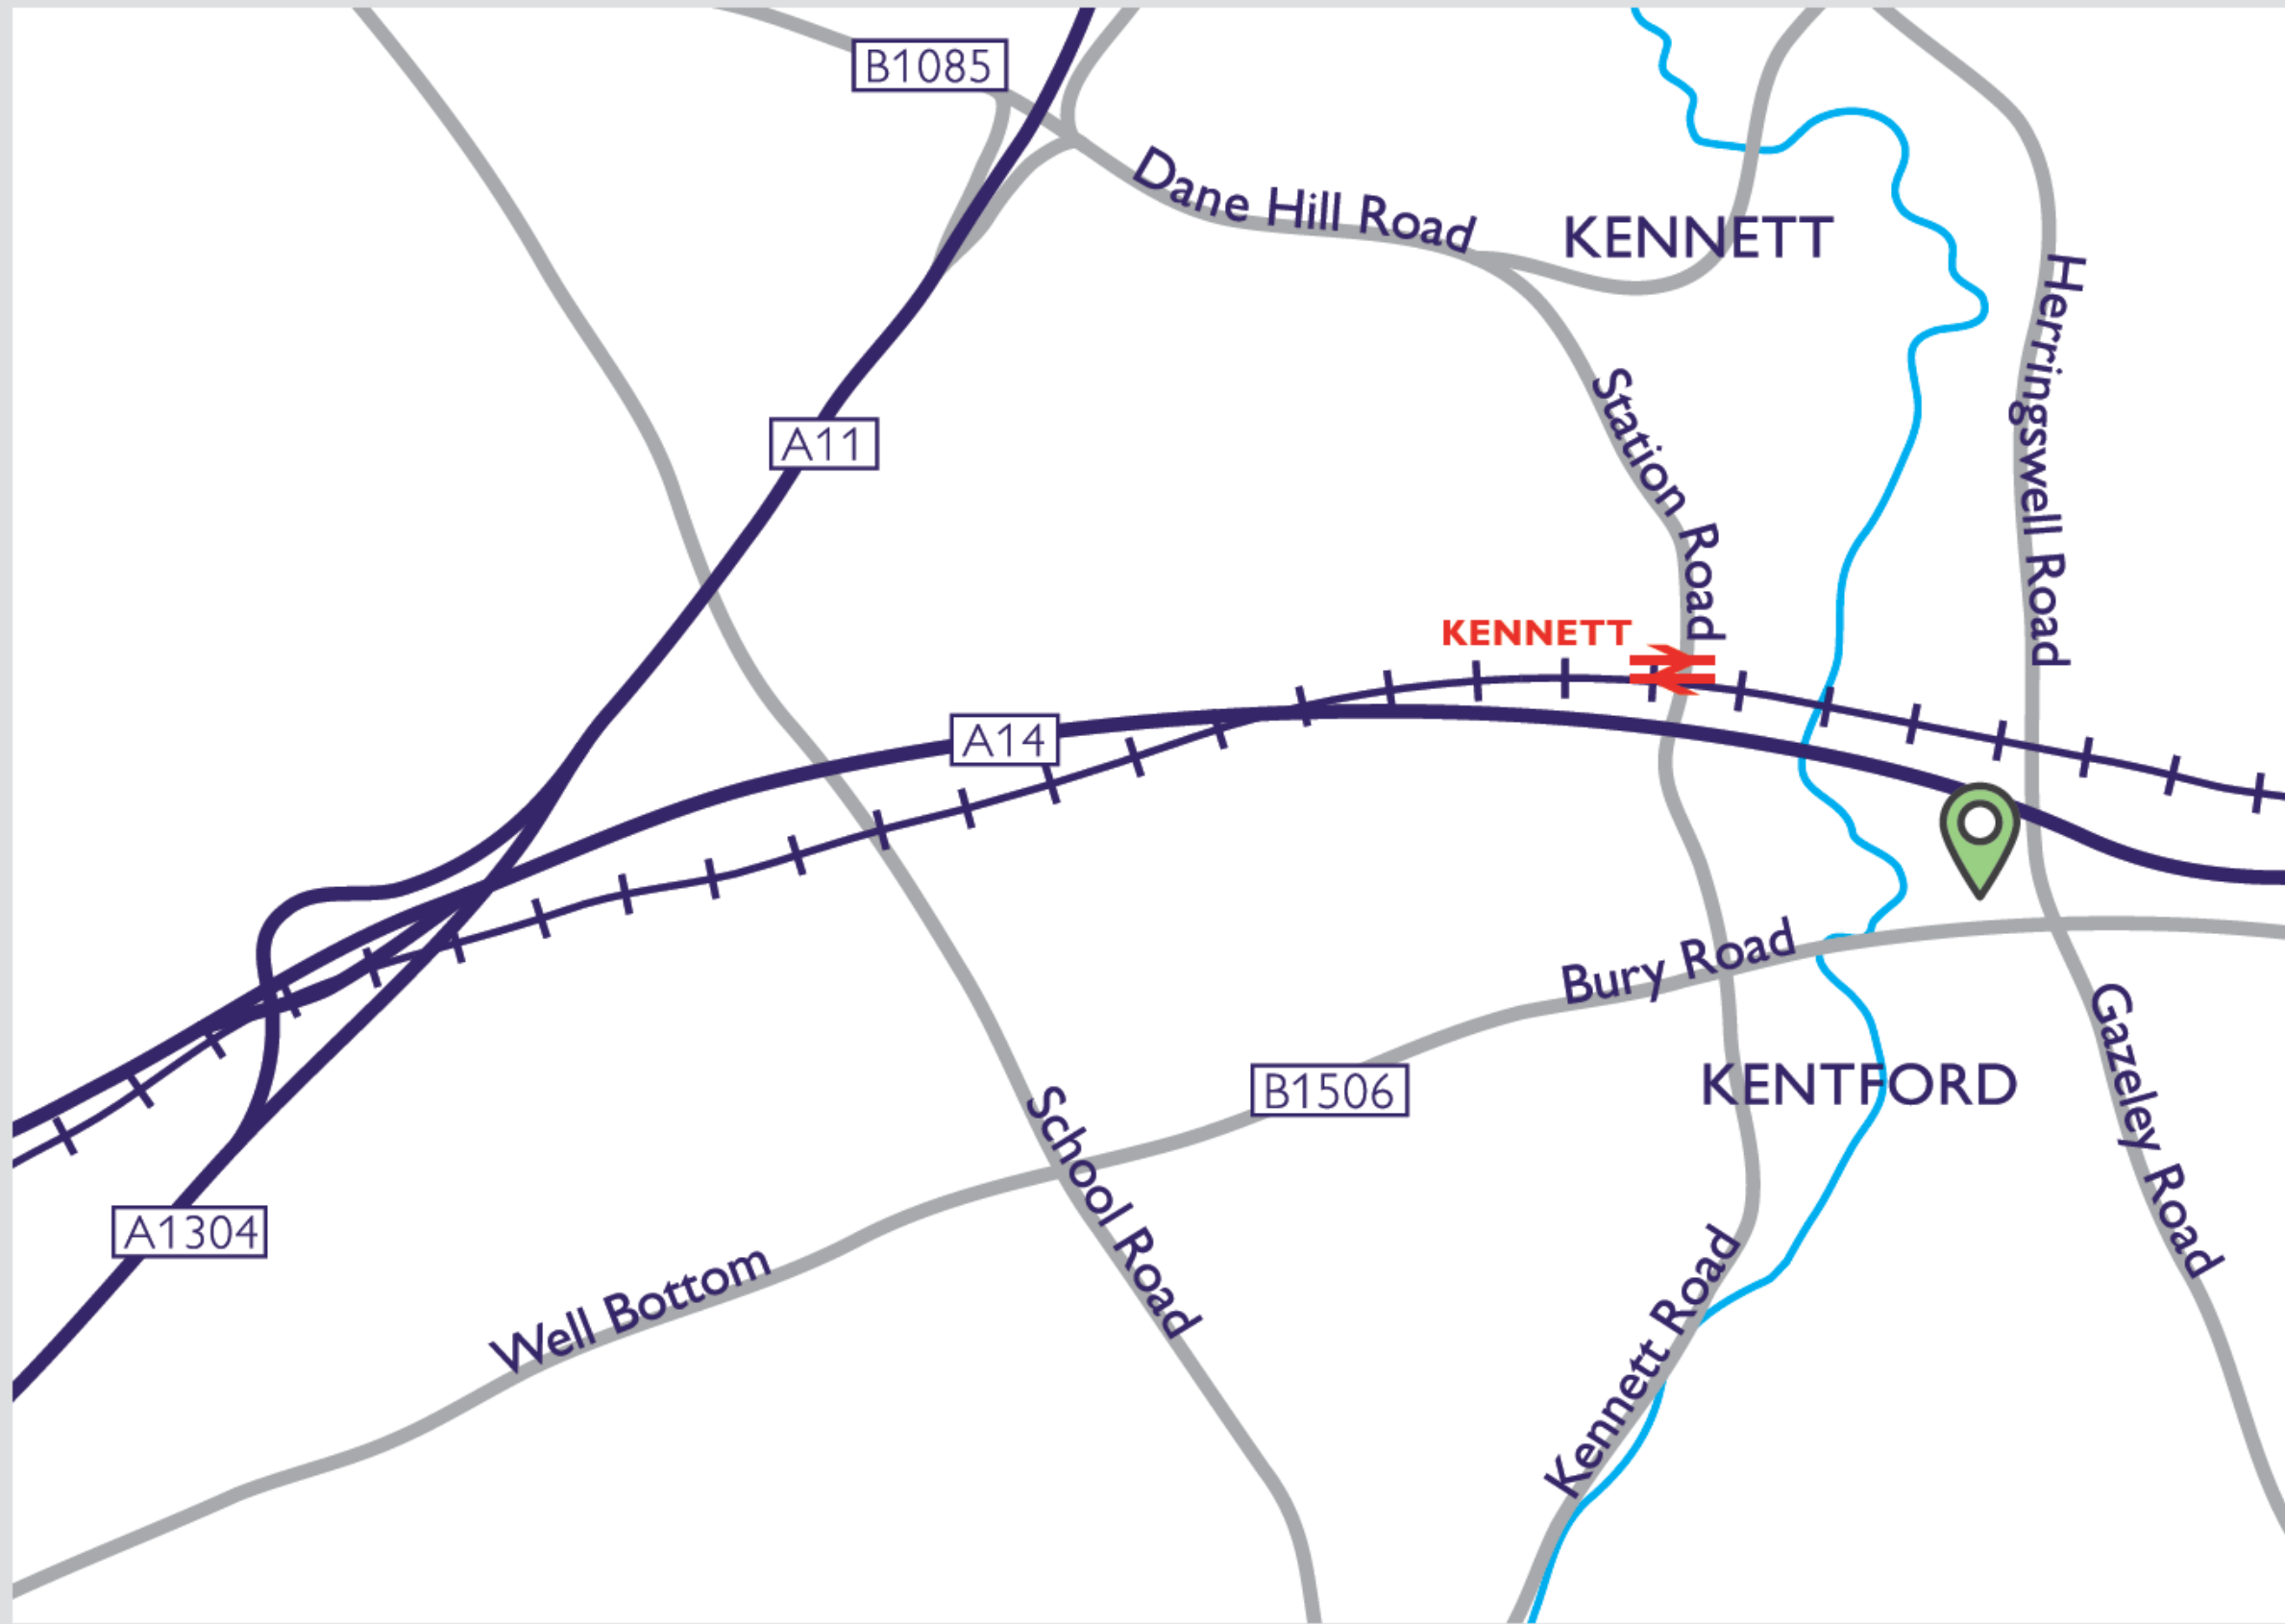 B1085
Dane Hill Road
KENNETT
Herringswell Road
A11
Station Road
KENNETT
A14
Bury Road
Gazeley Road
B1506
KENTFORD
School Road
A1304
Well Bottom
Kennett Road